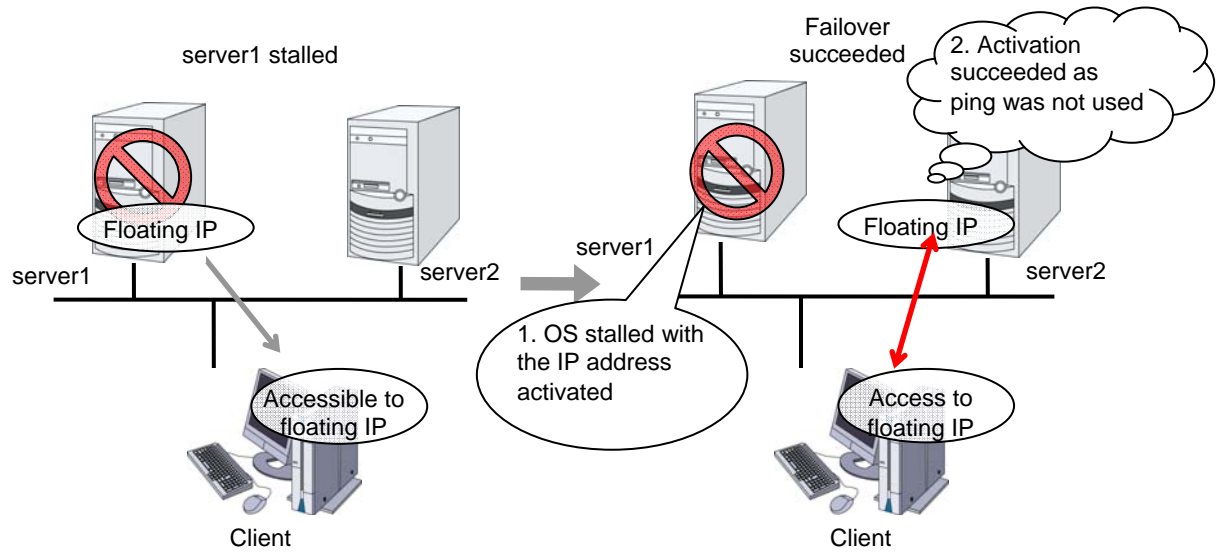 server1 stalled
Floating IP
server1
server2
Accessible to
floating IP
Client
Failover
succeeded
2. Activation
succeeded as
ping was not used
Floating IP
server1
server2
1. OS stalled with
the IP address
activated
Access to
floating IP
Client